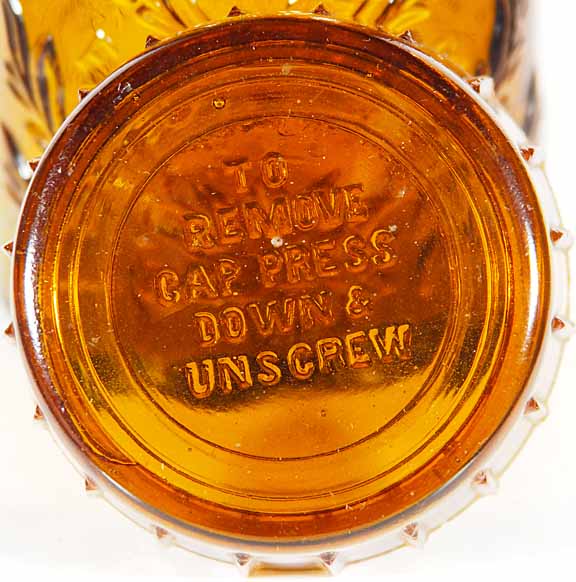 TO
REMOVE
CAP PRESS
DOWN &
UNSCREW